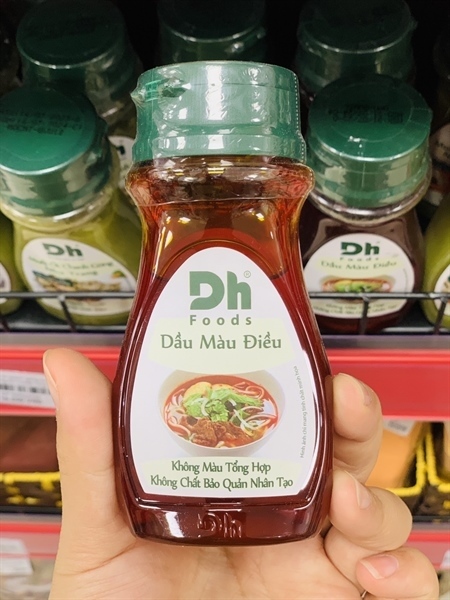 Dh
Foods
Dầu Màu Điều
Không Màu Tổng Hợp
Không Chất Bảo Quản Nhân Tạo
Dh
Dh
Foods
Dầu Màu Điều
Dh